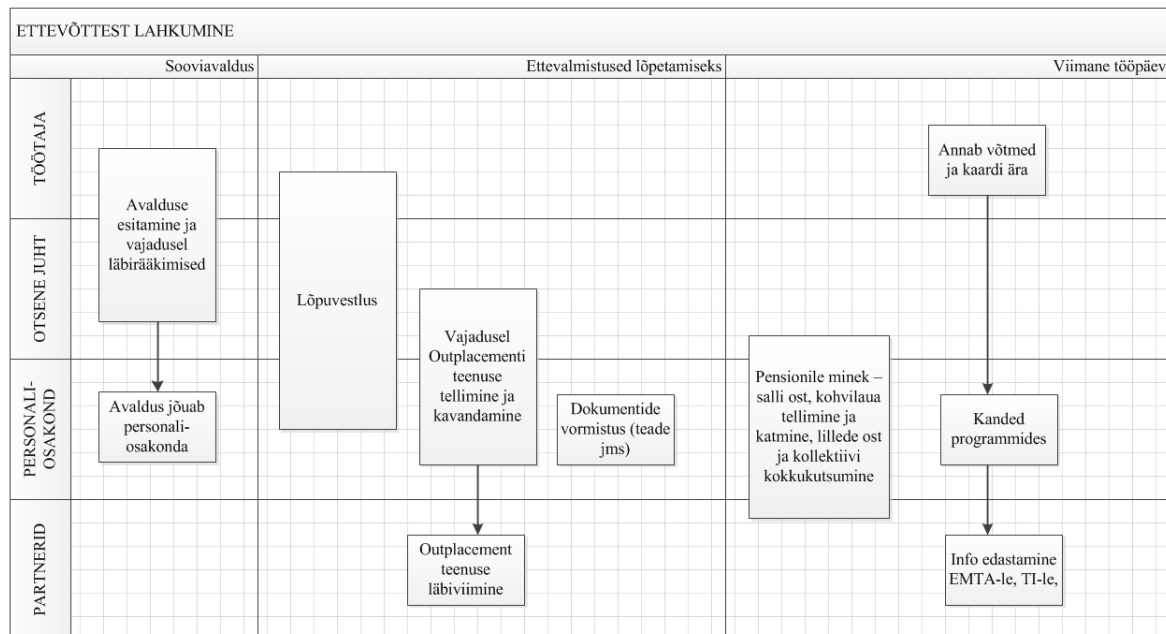 ETTEVÕTTEST LAHKUMINE
Sooviavaldus
Ettevalmistused lõpetamiseks
Viimane tööpäev
TÖÖTAJA
OTSENE JUHT
PERSONALI-
OSAKOND
PARTNERID
Avalduse
esitamine ja
vajadusel
läbirääkimised
Avaldus jõuab
personali-
osakonda
Lõpuvestlus
Vajadusel
Outplacementi
teenuse
tellimine ja
kavandamine
Outplacement
teenuse
läbiviimine
Dokumentide
vormistus (teade
jms)
Pensionile minek –
salli ost, kohvilaua
tellimine ja
katmine, lillede ost
ja kollektiivi
kokkukutsumine
Annab võtmed
ja kaardi ära
Kanded
programmides
Info edastamine
EMTA-le, TI-le,